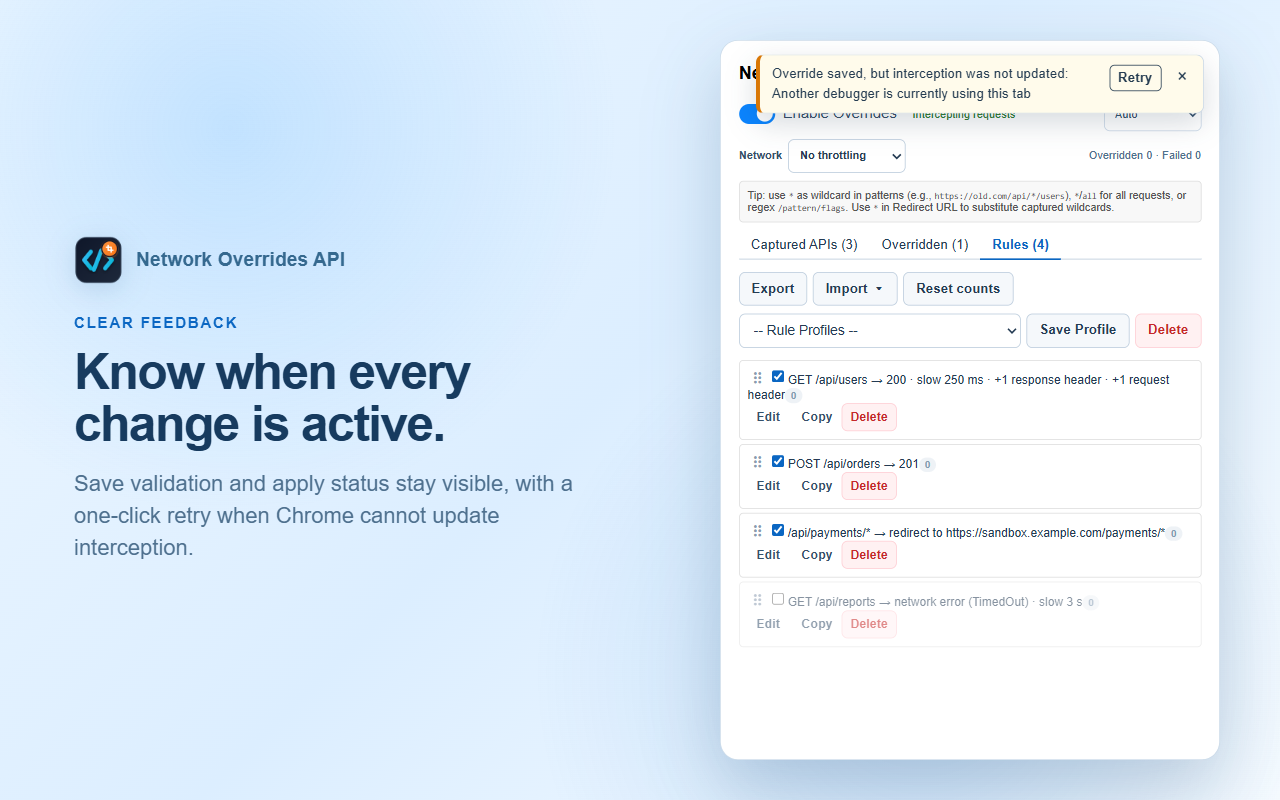 Network Overrides API
CLEAR FEEDBACK
Know when every
change is active.
Save validation and apply status stay visible, with a
one-click retry when Chrome cannot update
interception.
Ne
Override saved, but interception was not updated:
Another debugger is currently using this tab
Retry ×
Enable Overrides Intercepting requests Auto
Network No throttling Overridden 0 · Failed 0
Tip: use * as wildcard in patterns (e.g., https://old.com/api/*/users), */all for all requests, or
regex /pattern/flags. Use * in Redirect URL to substitute captured wildcards.
Captured APIs (3) Overridden (1) Rules (4)
Export Import Reset counts
-- Rule Profiles -- Save Profile Delete
GET /api/users → 200 · slow 250 ms · +1 response header · +1 request
header 0
Edit Copy Delete
POST /api/orders → 201 0
Edit Copy Delete
/api/payments/* → redirect to https://sandbox.example.com/payments/* 0
Edit Copy Delete
GET /api/reports → network error (TimedOut) · slow 3 s 0
Edit Copy Delete